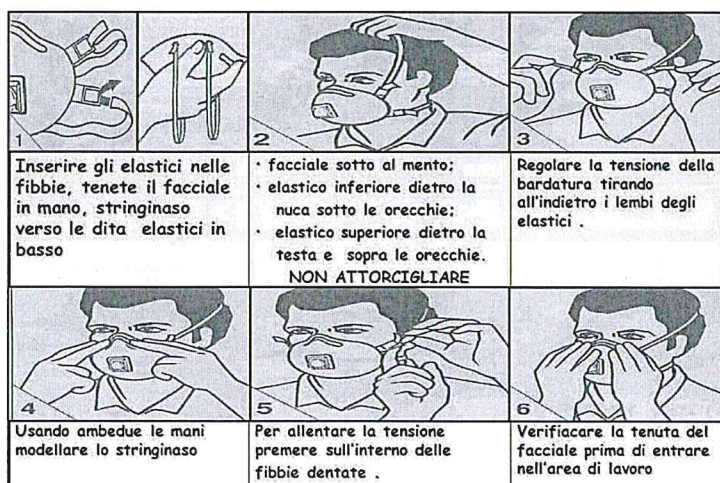 1
Inserire gli elastici nelle
fibbie, tenete il facciale
in mano, stringinaso
verso le dita elastici in
basso
2
· facciale sotto al mento;
· elastico inferiore dietro la
nuca sotto le orecchie;
· elastico superiore dietro la
testa e sopra le orecchie.
NON ATTORCIGLIARE
3
Regolare la tensione della
bardatura tirando
all'indietro i lembi degli
elastici .
4
Usando ambedue le mani
modellare lo stringinaso
5
Per allentare la tensione
premere sull'interno delle
fibbie dentate .
6
Verifiacare la tenuta del
facciale prima di entrare
nell'area di lavoro